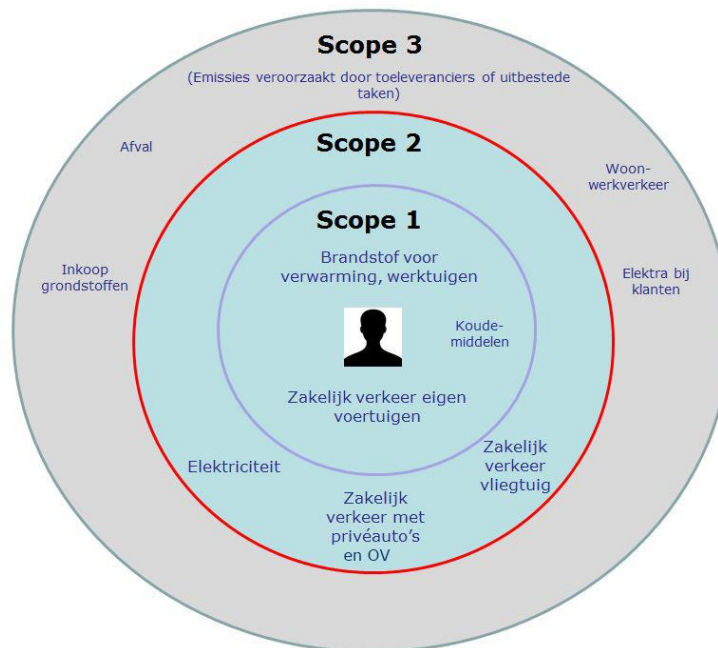 Scope 3
(Emissies veroorzaakt door toeleveranciers of uitbestede
taken)
Afval
Scope 2
Woon-
werkverkeer
Scope 1
Brandstof voor
verwarming, werktuigen
Inkoop
grondstoffen
Elektra bij
klanten
Koude-
middelen
Zakelijk verkeer eigen
voertuigen
Elektriciteit
Zakelijk
verkeer
vliegtuig
Zakelijk
verkeer met
privéauto's
en OV